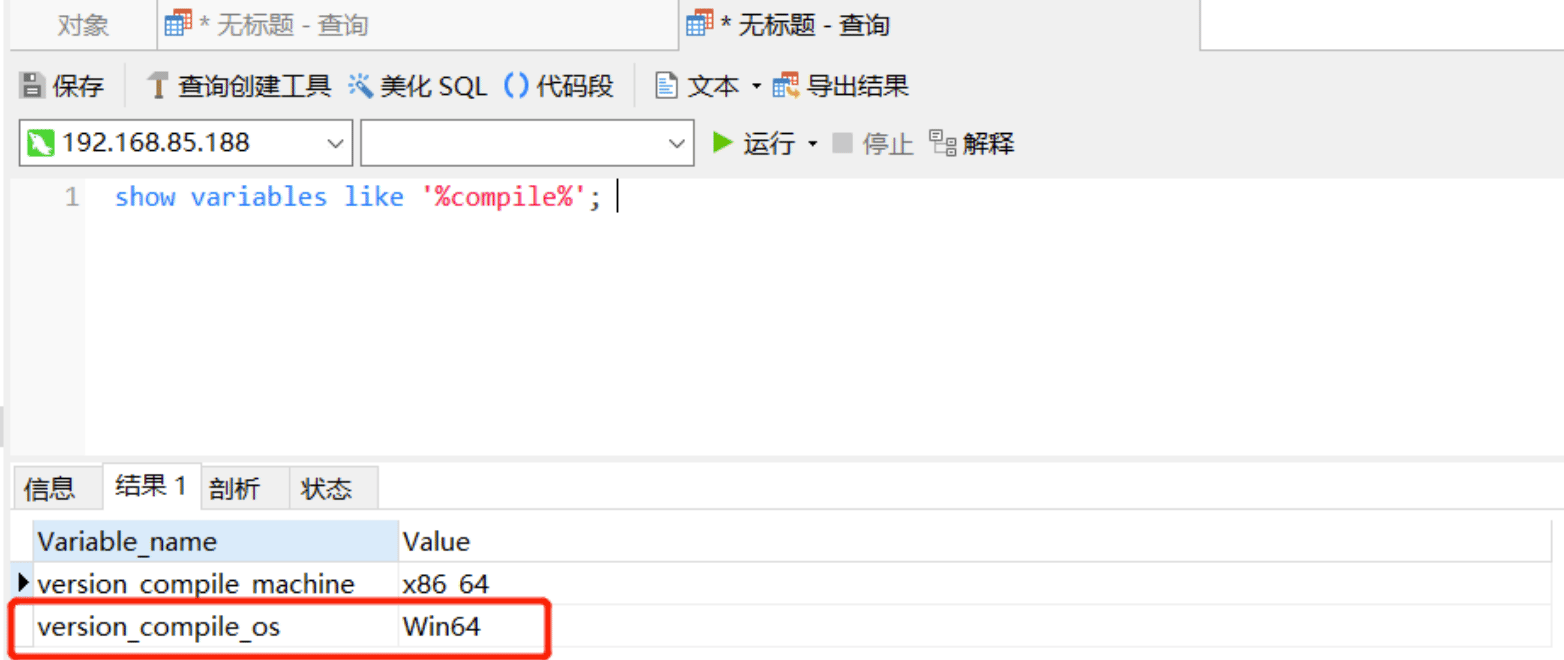 对象 * 无标题 - 查询 * 无标题 - 查询
保存 查询创建工具 美化 SQL () 代码段 文本 导出结果
192.168.85.188 运行 停止 解释
1 show variables like '%compile%';
信息 结果 1 剖析 状态
Variable_name Value
version_compile_machine x86_64
version_compile_os Win64